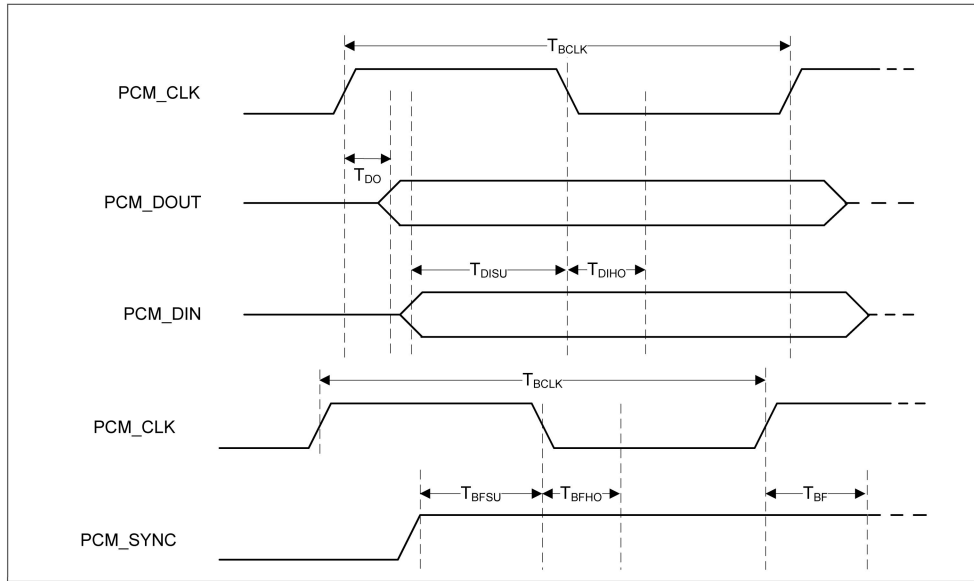 T_BCLK
PCM_CLK
T_DO
PCM_DOUT
T_DISU T_DIHO
PCM_DIN
T_BCLK
PCM_CLK
T_BFSU T_BFHO T_BF
PCM_SYNC